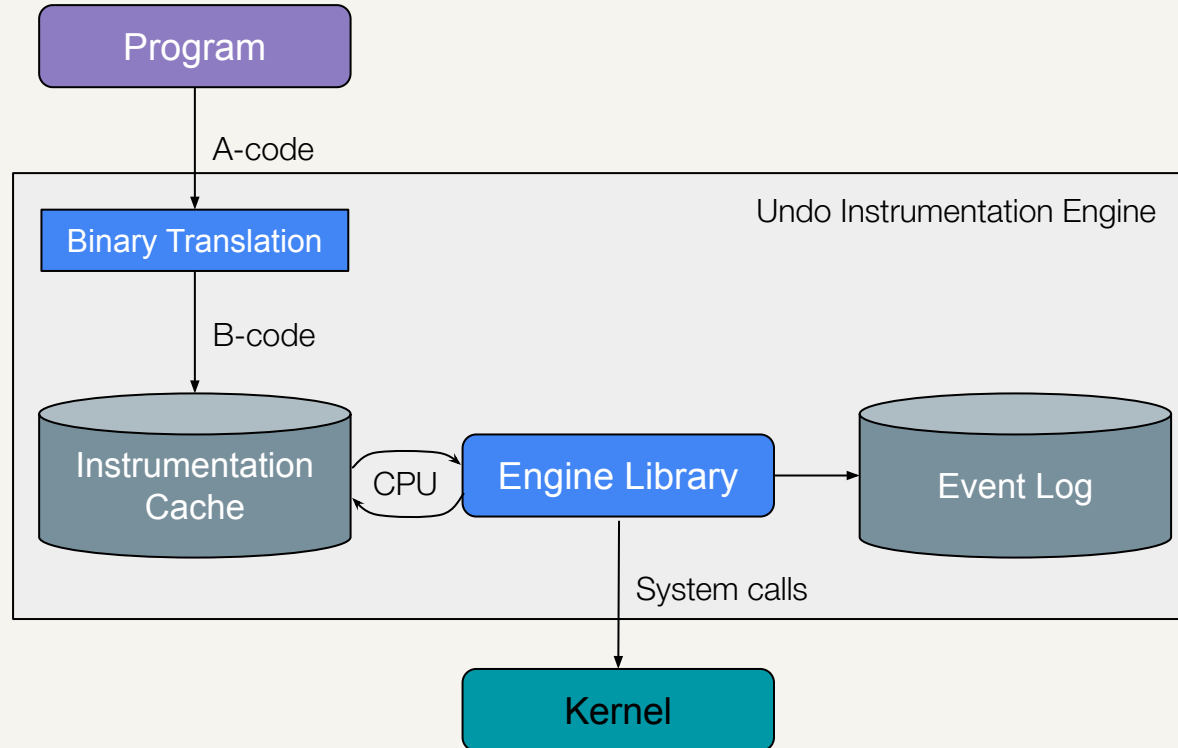 Program
A-code
Undo Instrumentation Engine
Binary Translation
B-code
Instrumentation
Cache
CPU
Engine Library
Event Log
System calls
Kernel